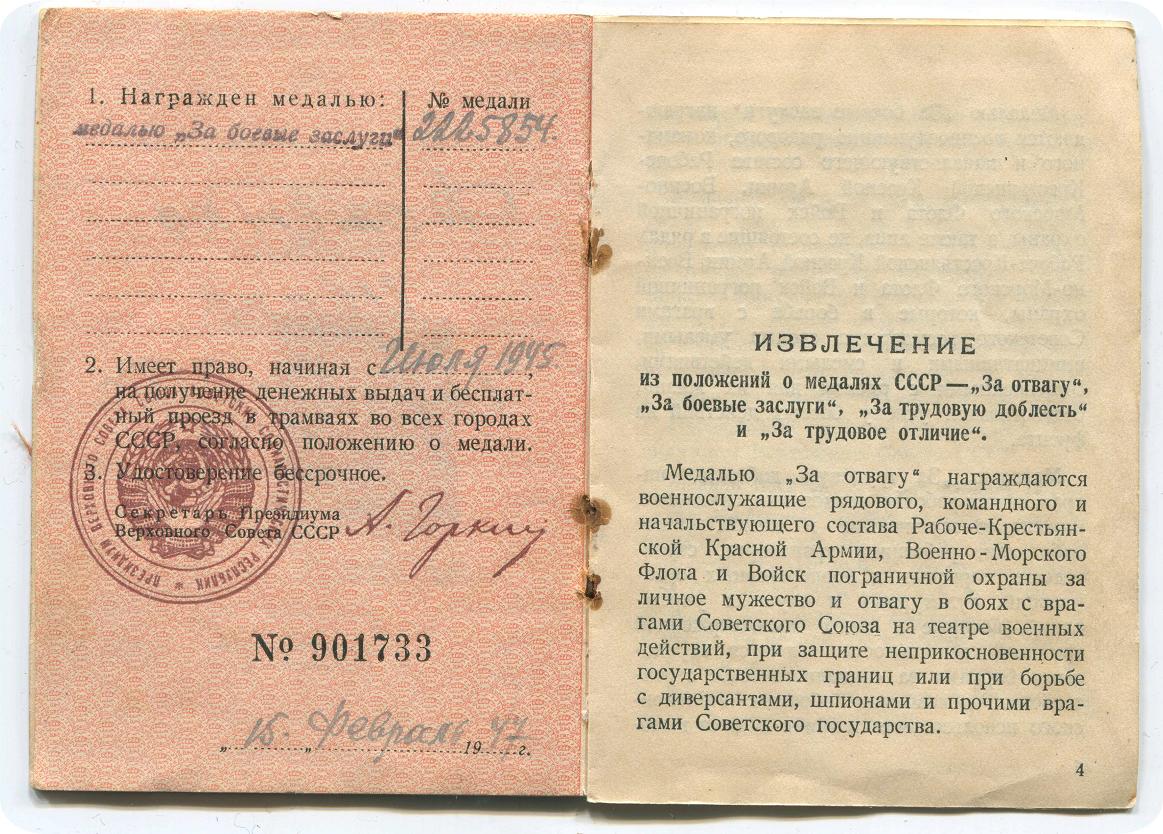 1. Награжден медалью: № медали
медалью „За боевые заслуги“ 2225854.
2. Имеет право, начиная с Июля 1945,
на получение денежных выдач и бесплат-
ный проезд в трамваях во всех городах
СССР, согласно положению о медали.
3. Удостоверение бессрочное.
Секретарь Президиума
Верховного Совета СССР А. Горкин
№ 901733
„15“ Февраля 1947 г.
ИЗВЛЕЧЕНИЕ
из положений о медалях СССР — „За отвагу“,
„За боевые заслуги“, „За трудовую доблесть“
и „За трудовое отличие“.
Медалью „За отвагу“ награждаются
военнослужащие рядового, командного и
начальствующего состава Рабоче-Крестьян-
ской Красной Армии, Военно-Морского
Флота и Войск пограничной охраны за
личное мужество и отвагу в боях с вра-
гами Советского Союза на театре военных
действий, при защите неприкосновенности
государственных границ или при борьбе
с диверсантами, шпионами и прочими вра-
гами Советского государства.
4